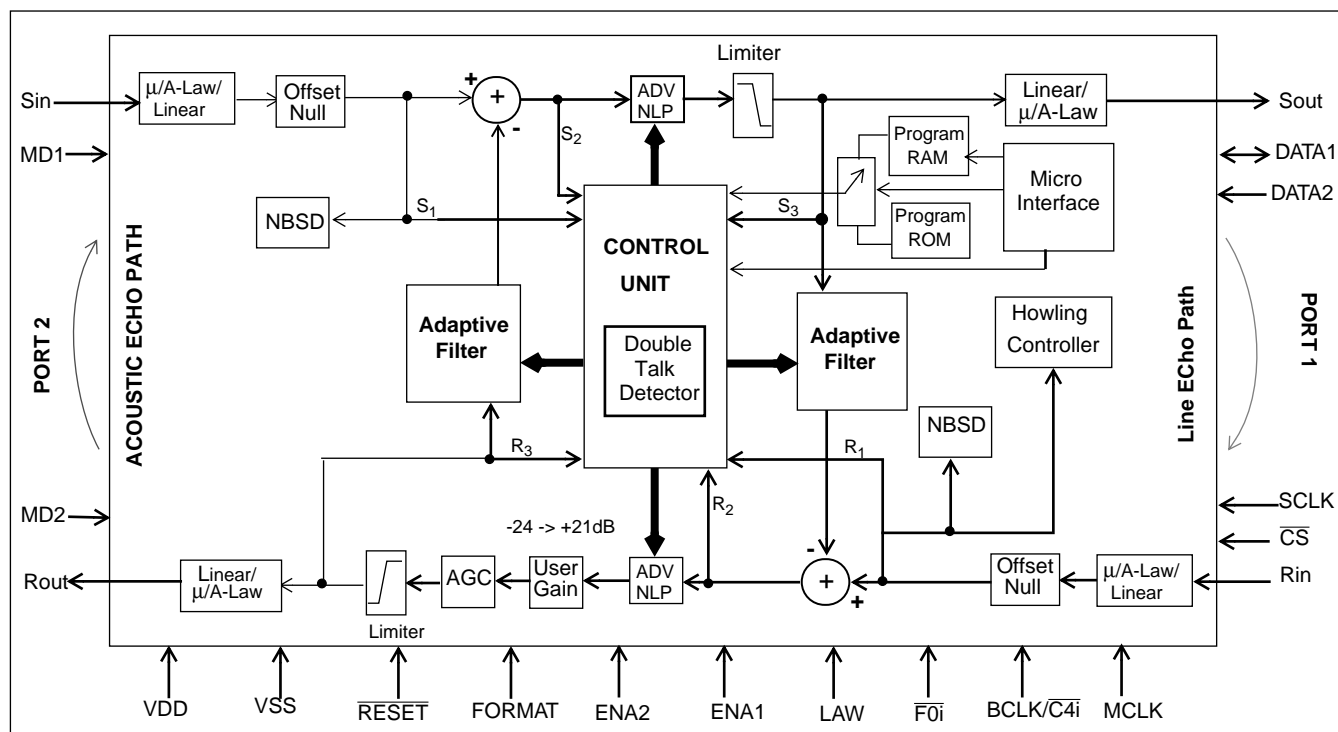 Limiter
Sin
µ/A-Law/
Linear
Offset
Null
+
+
-
S2
ADV
NLP
Linear/
µ/A-Law
Sout
MD1
Program
RAM
Micro
Interface
DATA1
DATA2
NBSD
S1
S3
Program
ROM
CONTROL
UNIT
PORT 2
ACOUSTIC ECHO PATH
Adaptive
Filter
Double
Talk
Detector
Adaptive
Filter
Howling
Controller
Line ECho Path
PORT 1
NBSD
R3
R1
R2
MD2
-24 -> +21dB
SCLK
CS
Rout
Linear/
µ/A-Law
Limiter
AGC
User
Gain
ADV
NLP
-
+
+
Offset
Null
µ/A-Law/
Linear
Rin
VDD
VSS
RESET
FORMAT
ENA2
ENA1
LAW
F0i
BCLK/C4i
MCLK